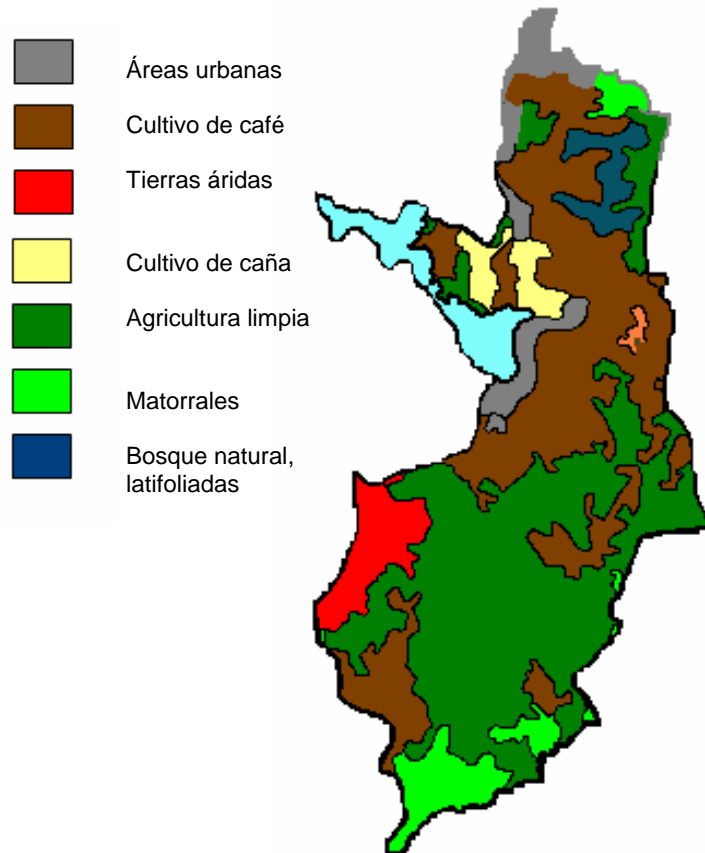 Áreas urbanas
Cultivo de café
Tierras áridas
Cultivo de caña
Agricultura limpia
Matorrales
Bosque natural,
latifoliadas